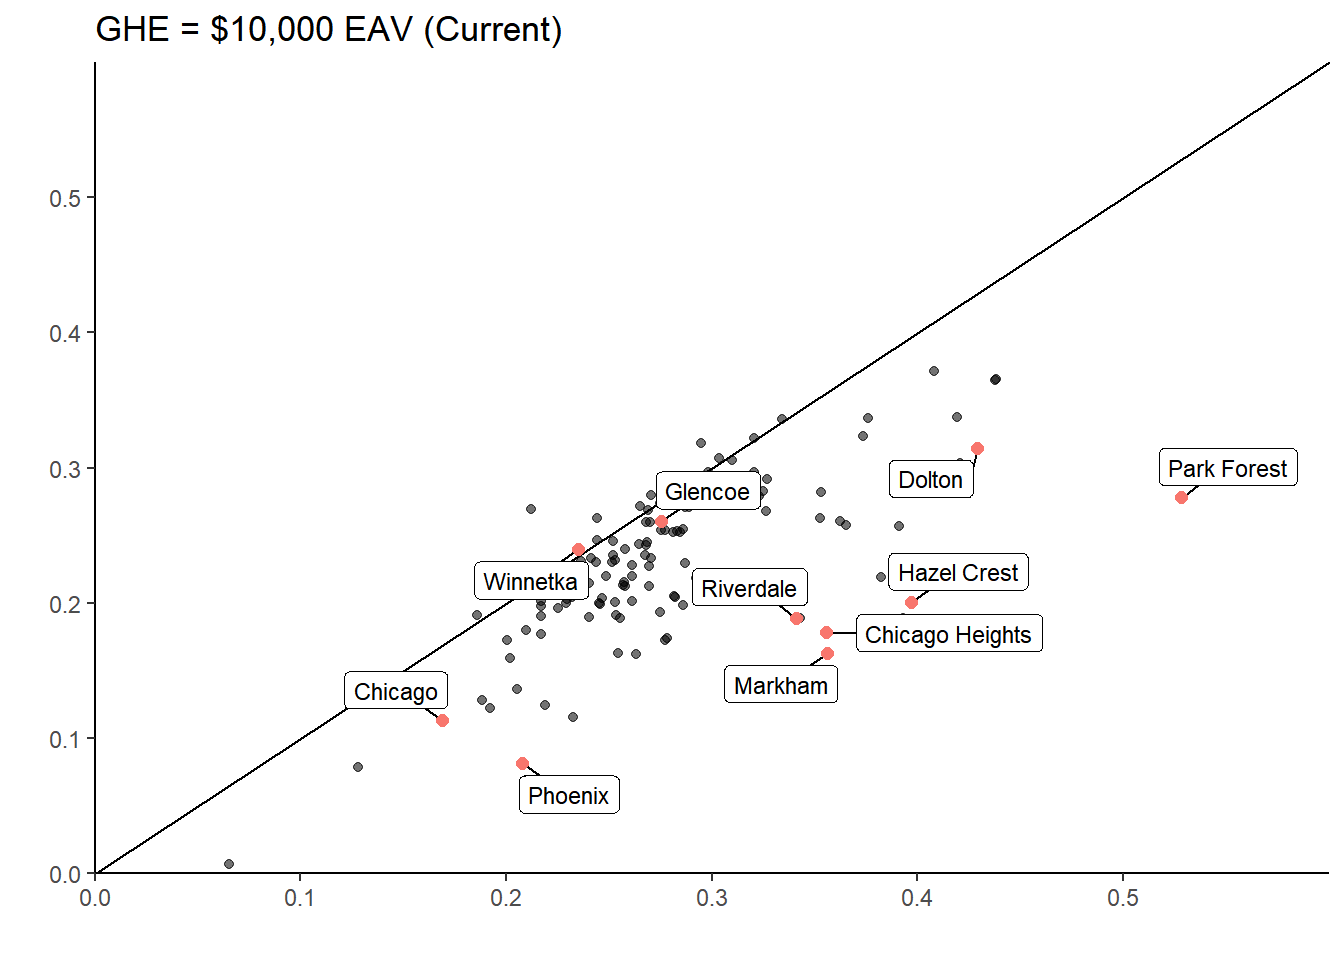 GHE = $10,000 EAV (Current)
0.5
0.4
0.3
0.2
0.1
0.0
Dolton
Park Forest
Glencoe
Winnetka
Riverdale
Hazel Crest
Chicago Heights
Markham
Chicago
Phoenix
0.0 0.1 0.2 0.3 0.4 0.5